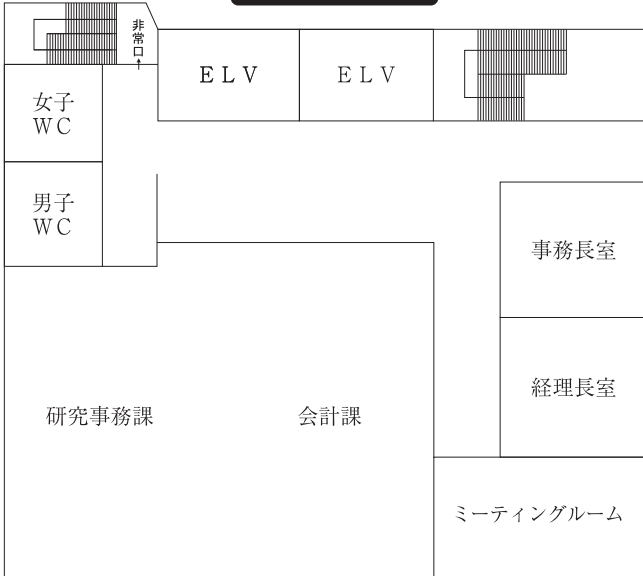 非常口
ELV
ELV
女子
WC
男子
WC
事務長室
経理長室
研究事務課
会計課
ミーティングルーム